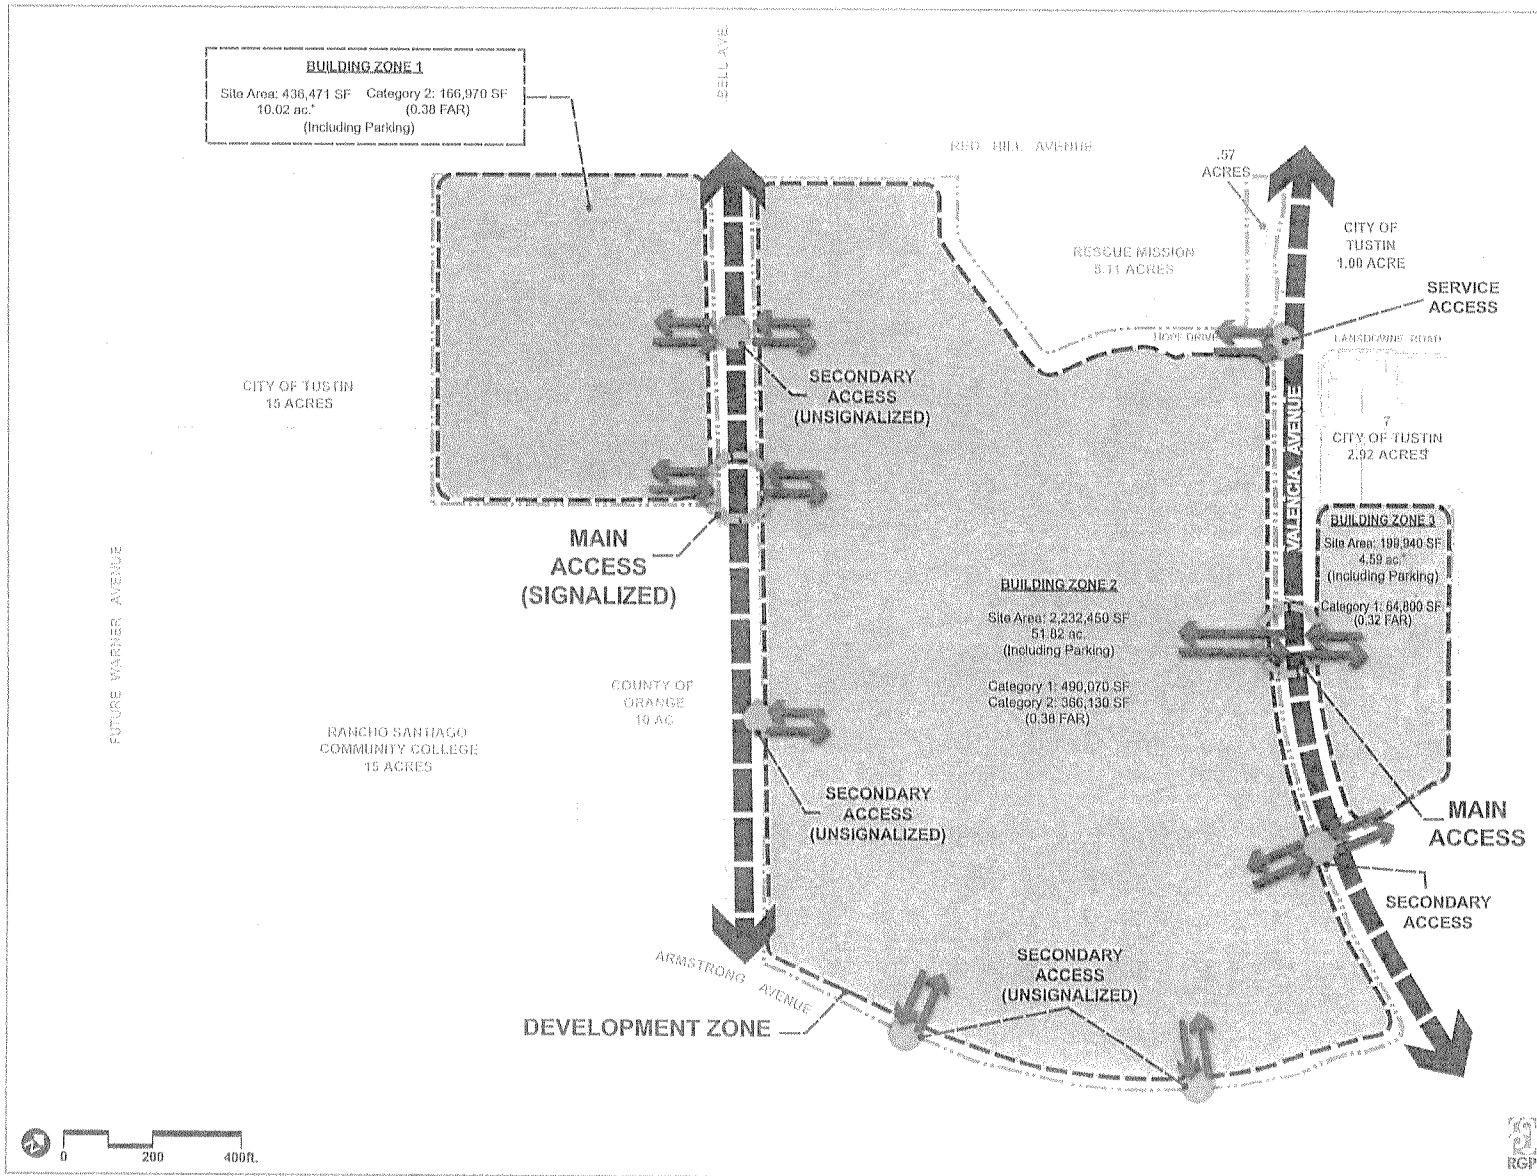 BUILDING ZONE 1
Site Area: 436,471 SF Category 2: 166,970 SF
10.02 ac.* (0.38 FAR)
(Including Parking)
BELL AVE
RED HILL AVENUE
.57
ACRES
RESCUE MISSION
5.11 ACRES
CITY OF
TUSTIN
1.00 ACRE
SERVICE
ACCESS
HOPE DRIVE
LANSDOWNE ROAD
SECONDARY
ACCESS
(UNSIGNALIZED)
CITY OF TUSTIN
15 ACRES
VALENCIA AVENUE
7
CITY OF TUSTIN
2.92 ACRES
MAIN
ACCESS
(SIGNALIZED)
BUILDING ZONE 3
Site Area: 199,940 SF
4.59 ac.*
(Including Parking)
Category 1: 64,800 SF
(0.32 FAR)
BUILDING ZONE 2
Site Area: 2,232,450 SF
51.82 ac.
(Including Parking)
Category 1: 490,070 SF
Category 2: 366,130 SF
(0.38 FAR)
FUTURE WARNER AVENUE
COUNTY OF
ORANGE
10 AC
RANCHO SANTIAGO
COMMUNITY COLLEGE
15 ACRES
SECONDARY
ACCESS
(UNSIGNALIZED)
MAIN
ACCESS
SECONDARY
ACCESS
SECONDARY
ACCESS
(UNSIGNALIZED)
ARMSTRONG AVENUE
DEVELOPMENT ZONE
0 200 400ft.
RGP